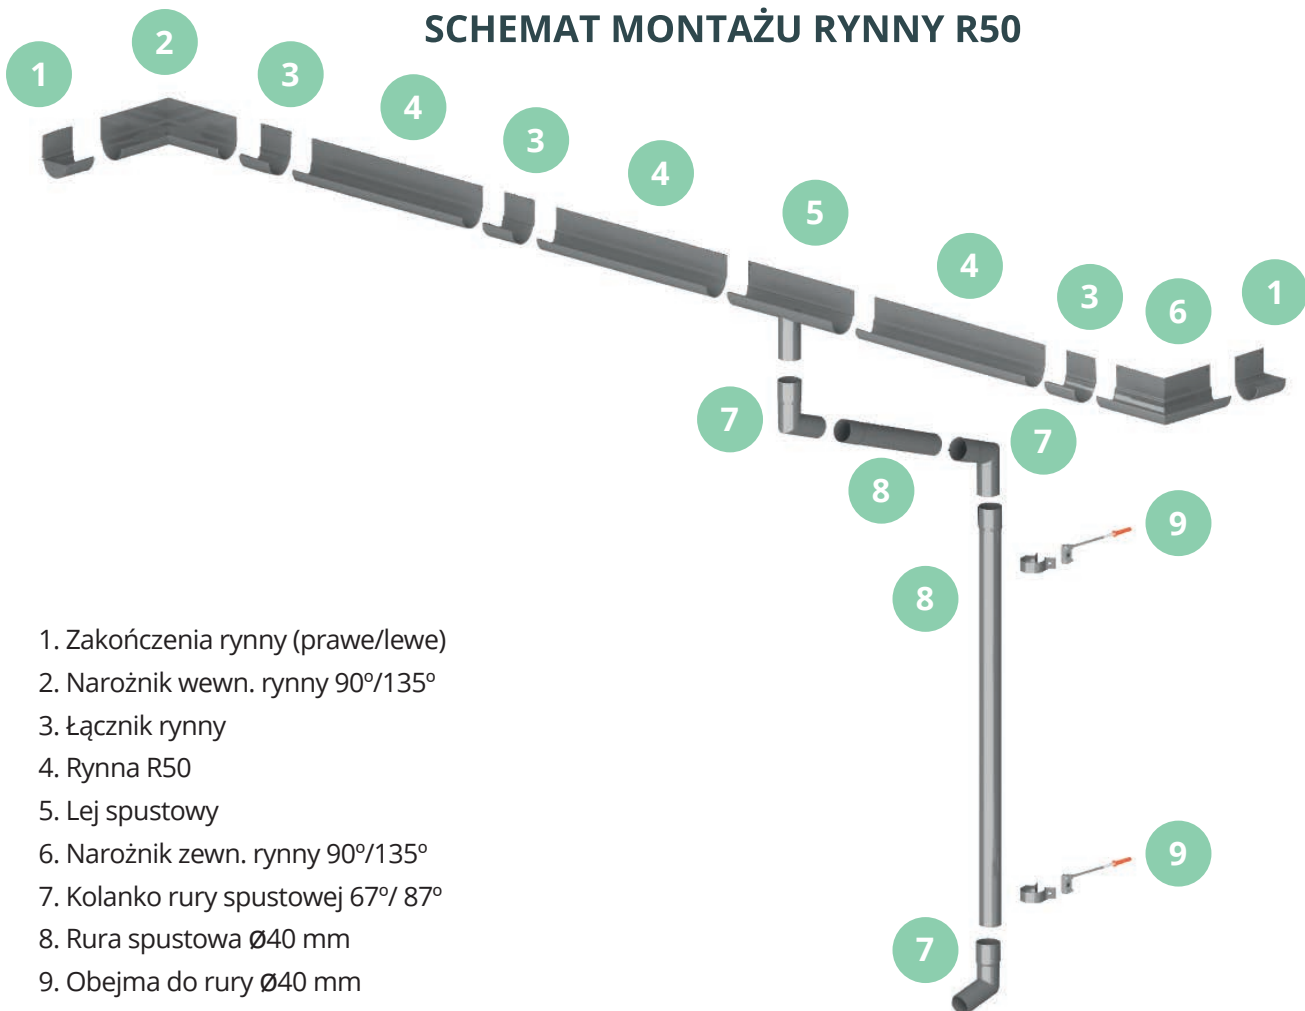 SCHEMAT MONTAŻU RYNNY R50
1
2
3
4
3
4
5
4
3
6
1
7
8
7
9
8
9
7
1. Zakończenia rynny (prawe/lewe)
2. Narożnik wewn. rynny 90º/135º
3. Łącznik rynny
4. Rynna R50
5. Lej spustowy
6. Narożnik zewn. rynny 90º/135º
7. Kolanko rury spustowej 67º/ 87º
8. Rura spustowa Ø40 mm
9. Obejma do rury Ø40 mm